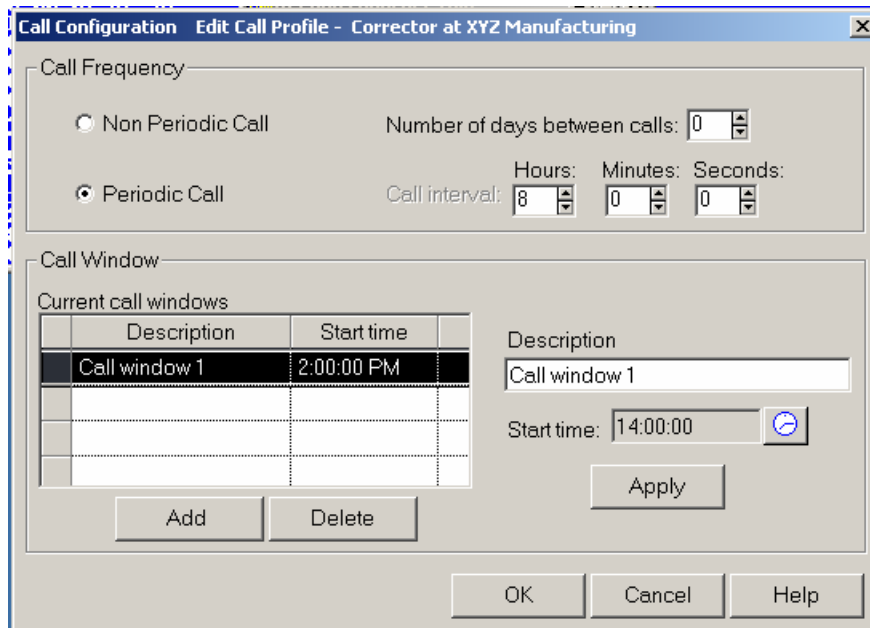 Call Configuration Edit Call Profile - Corrector at XYZ Manufacturing
Call Frequency
Non Periodic Call
Number of days between calls: 0
Hours: Minutes: Seconds:
Periodic Call
Call interval: 8 0 0
Call Window
Current call windows
Description Start time
Call window 1 2:00:00 PM
Description
Call window 1
Start time: 14:00:00
Apply
Add Delete
OK Cancel Help